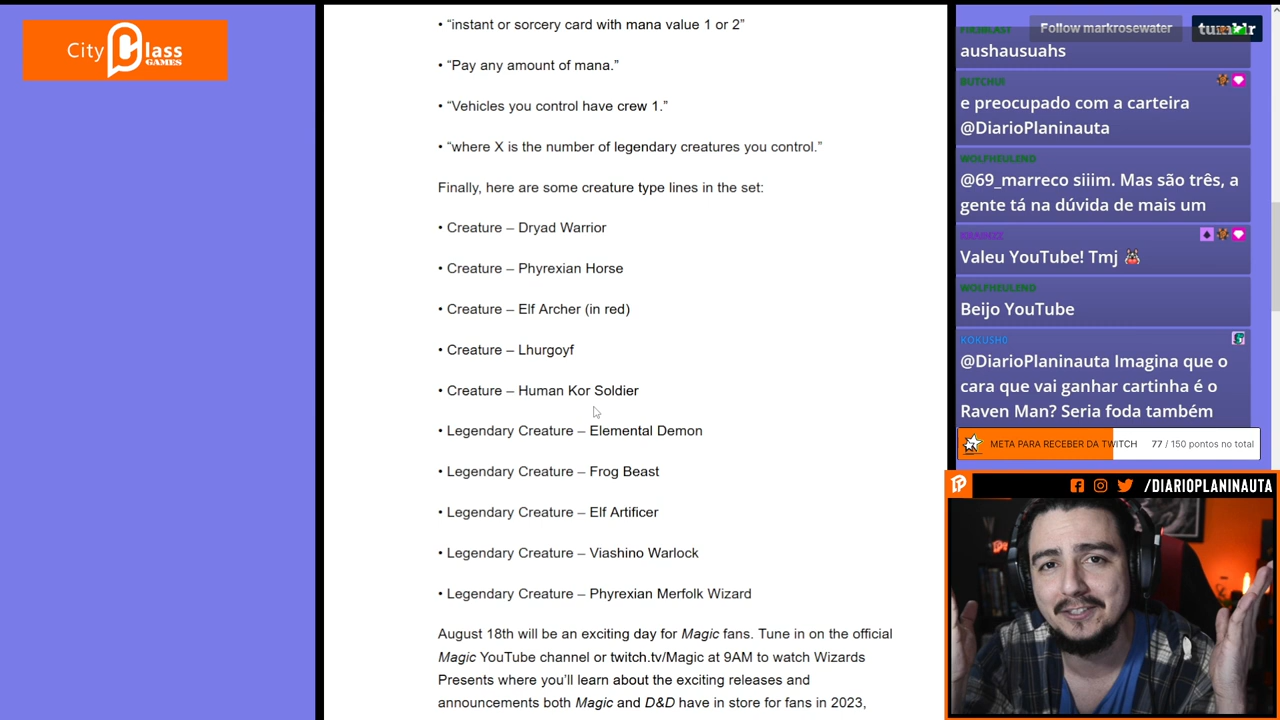 City Class
GAMES
• “instant or sorcery card with mana value 1 or 2”
• “Pay any amount of mana.”
• “Vehicles you control have crew 1.”
• “where X is the number of legendary creatures you control.”
Finally, here are some creature type lines in the set:
• Creature – Dryad Warrior
• Creature – Phyrexian Horse
• Creature – Elf Archer (in red)
• Creature – Lhurgoyf
• Creature – Human Kor Soldier
• Legendary Creature – Elemental Demon
• Legendary Creature – Frog Beast
• Legendary Creature – Elf Artificer
• Legendary Creature – Viashino Warlock
• Legendary Creature – Phyrexian Merfolk Wizard
August 18th will be an exciting day for Magic fans. Tune in on the official
Magic YouTube channel or twitch.tv/Magic at 9AM to watch Wizards
Presents where you’ll learn about the exciting releases and
announcements both Magic and D&D have in store for fans in 2023,
Follow markrosewater
tumblr
aushausuahs
BUTCHUI
e preocupado com a carteira
@DiarioPlaninauta
WOLFHEULEND
@69_marreco siiim. Mas são três, a
gente tá na dúvida de mais um
Valeu YouTube! Tmj
WOLFHEULEND
Beijo YouTube
KOKUSH0
@DiarioPlaninauta Imagina que o
cara que vai ganhar cartinha é o
Raven Man? Seria foda também
META PARA RECEBER DA TWITCH 77 / 150 pontos no total
/DIARIOPLANINAUTA